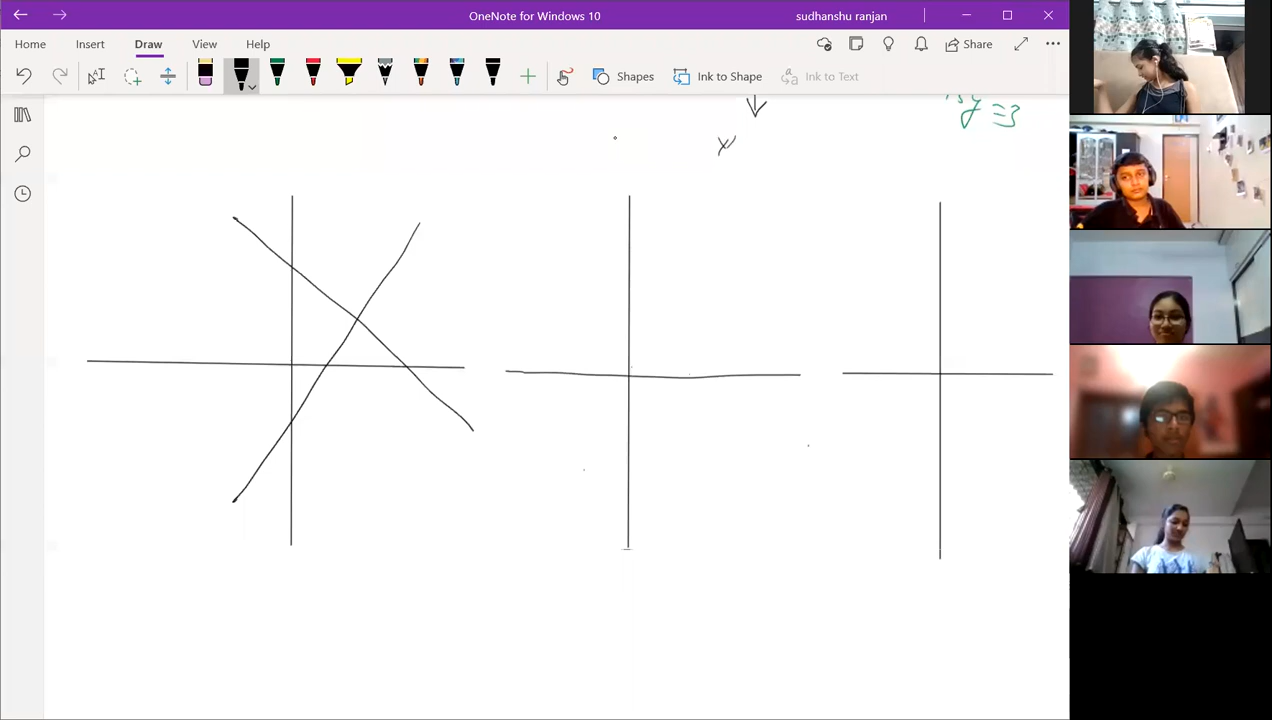 OneNote for Windows 10
sudhanshu ranjan
Home Insert Draw View Help
Share
Shapes
Ink to Shape
Ink to Text